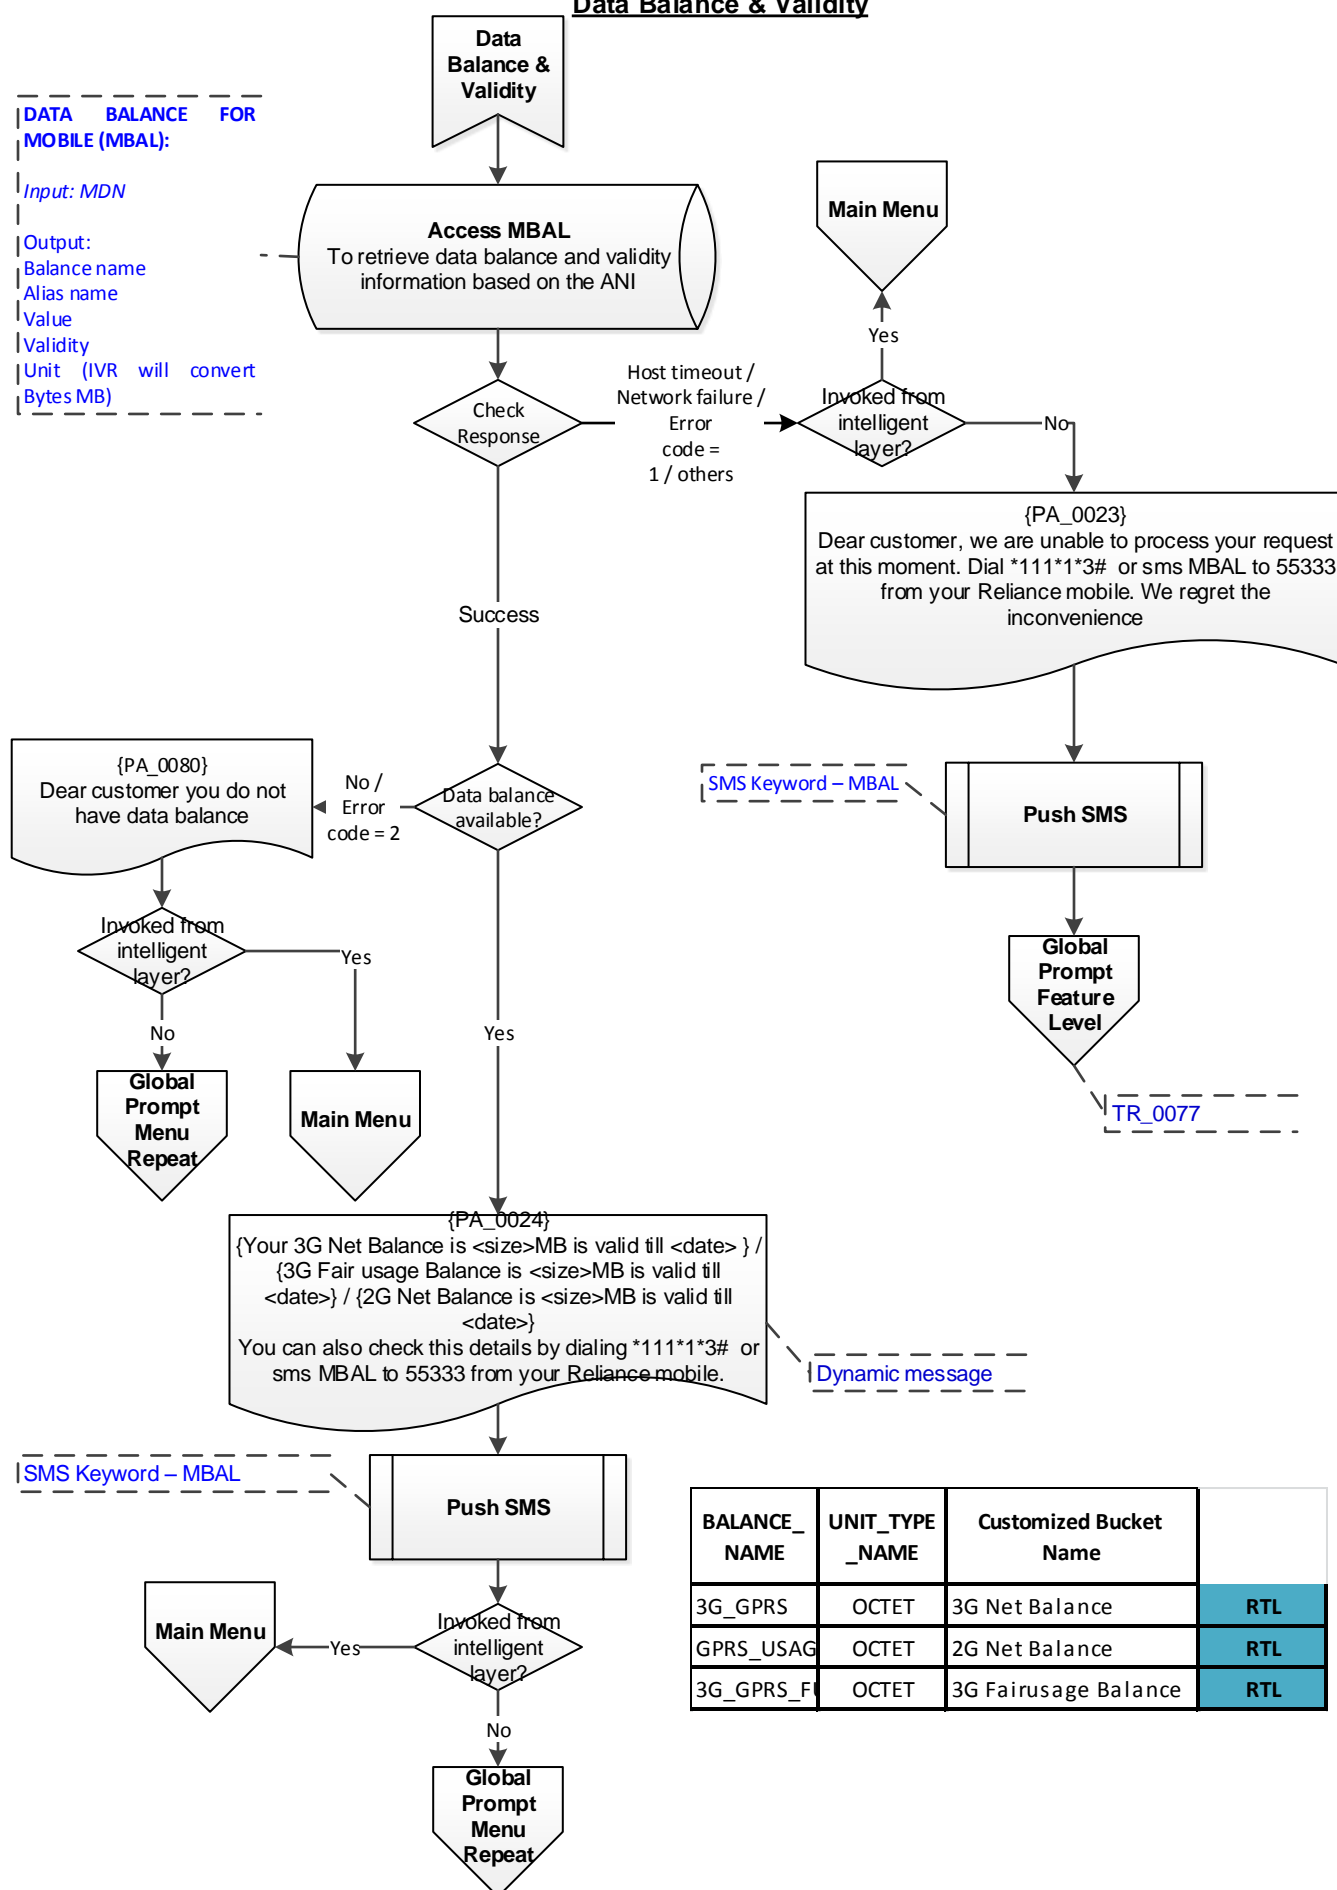 Data Balance & Validity
Data
Balance &
Validity
DATA BALANCE FOR
MOBILE (MBAL):
Input: MDN
Output:
Balance name
Alias name
Value
Validity
Unit (IVR will convert
Bytes MB)
Access MBAL
To retrieve data balance and validity
information based on the ANI
Main Menu
Yes
Check
Response
Host timeout /
Network failure /
Error
code =
1 / others
Invoked from
intelligent
layer?
No
{PA_0023}
Dear customer, we are unable to process your request
at this moment. Dial *111*1*3# or sms MBAL to 55333
from your Reliance mobile. We regret the
inconvenience
Success
{PA_0080}
Dear customer you do not
have data balance
No /
Error
code = 2
Data balance
available?
SMS Keyword – MBAL
Push SMS
Invoked from
intelligent
layer?
Yes
No
Yes
Global
Prompt
Feature
Level
Global
Prompt
Menu
Repeat
Main Menu
TR_0077
{PA_0024}
{Your 3G Net Balance is <size>MB is valid till <date> } /
{3G Fair usage Balance is <size>MB is valid till
<date>} / {2G Net Balance is <size>MB is valid till
<date>}
You can also check this details by dialing *111*1*3# or
sms MBAL to 55333 from your Reliance mobile.
Dynamic message
SMS Keyword – MBAL
Push SMS
Main Menu
Yes
Invoked from
intelligent
layer?
No
Global
Prompt
Menu
Repeat
BALANCE_
NAME
UNIT_TYPE
_NAME
Customized Bucket
Name
3G_GPRS OCTET 3G Net Balance RTL
GPRS_USAG OCTET 2G Net Balance RTL
3G_GPRS_FU OCTET 3G Fairusage Balance RTL